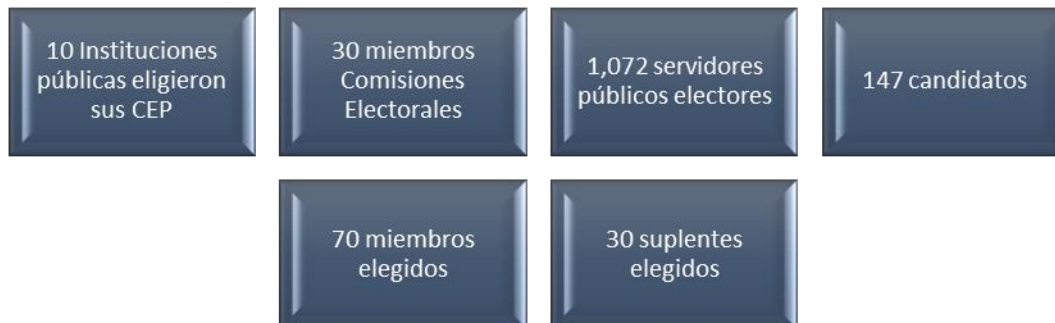 10 Instituciones
públicas eligieron
sus CEP
30 miembros
Comisiones
Electorales
1,072 servidores
públicos electores
147 candidatos
70 miembros
elegidos
30 suplentes
elegidos